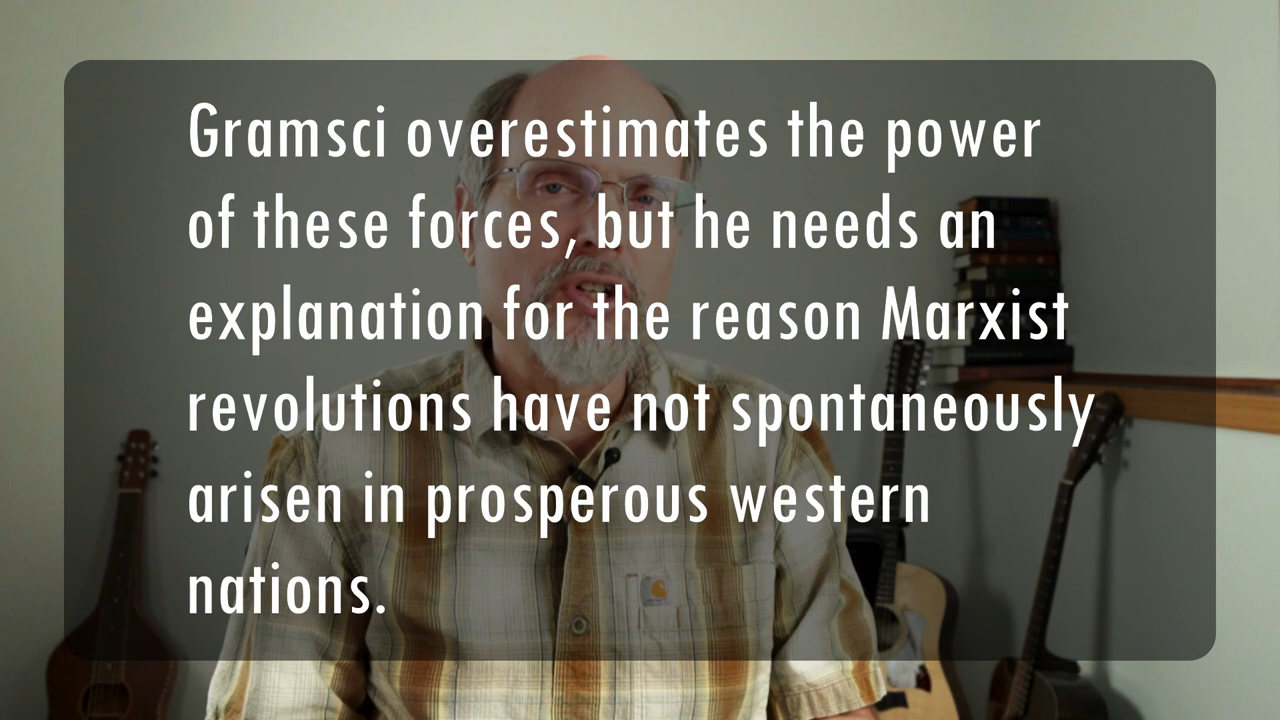 Gramsci overestimates the power
of these forces, but he needs an
explanation for the reason Marxist
revolutions have not spontaneously
arisen in prosperous western
nations.